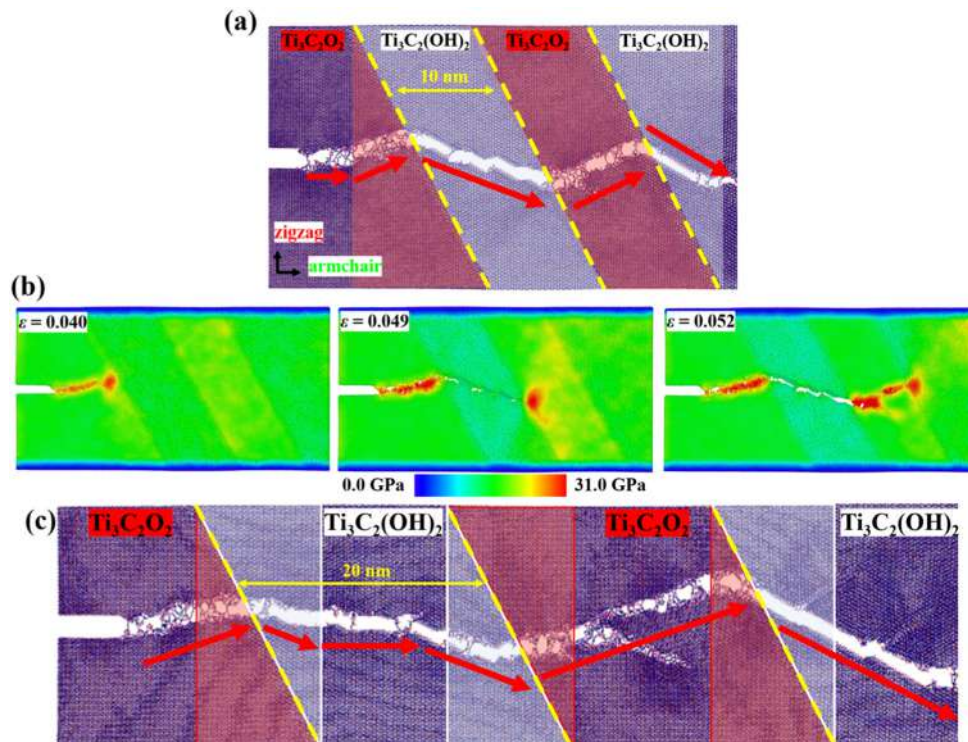 (a)
Ti₃C₂O₂ Ti₃C₂(OH)₂ Ti₃C₂O₂ Ti₃C₂(OH)₂
10 nm
zigzag
armchair
(b)
ε = 0.040 ε = 0.049 ε = 0.052
0.0 GPa 31.0 GPa
(c)
Ti₃C₂O₂ Ti₃C₂(OH)₂ Ti₃C₂O₂ Ti₃C₂(OH)₂
20 nm